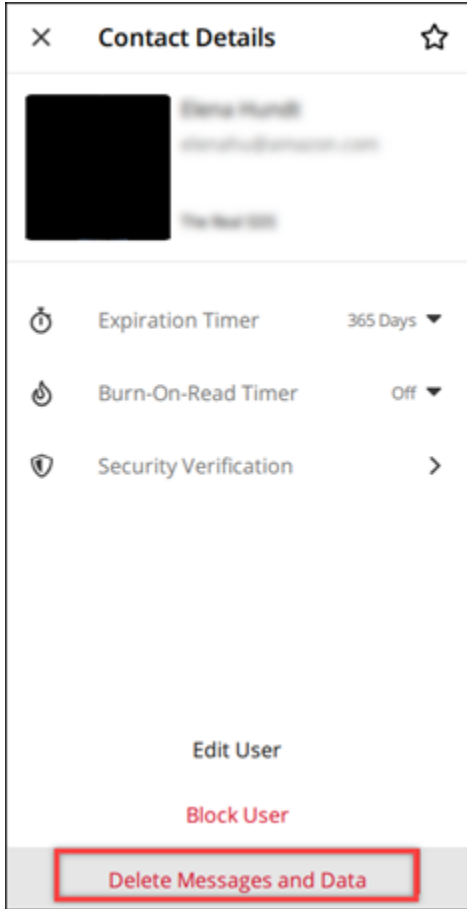 Contact Details
Expiration Timer 365 Days
Burn-On-Read Timer Off
Security Verification
Edit User
Block User
Delete Messages and Data